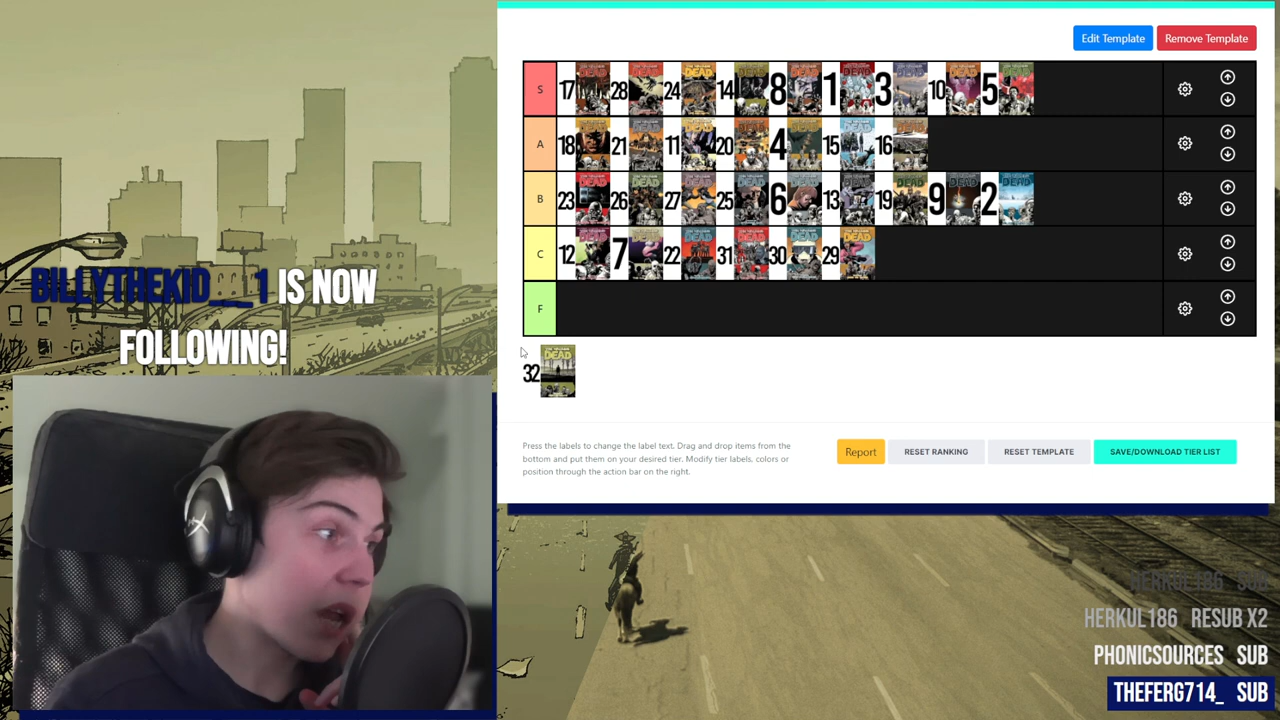 Edit Template Remove Template
S 17 28 24 14 8 1 3 10 5
A 18 21 11 20 4 15 16
B 23 26 27 25 6 13 19 9 2
C 12 7 22 31 30 29
F
32
DEAD
BILLYTHEKID___1 IS NOW
FOLLOWING!
Press the labels to change the label text. Drag and drop items from the
bottom and put them on your desired tier. Modify tier labels, colors or
position through the action bar on the right.
Report RESET RANKING RESET TEMPLATE SAVE/DOWNLOAD TIER LIST
HERKUL186 SUB
HERKUL186 RESUB X2
PHONICSOURCES SUB
THEFERG714_ SUB